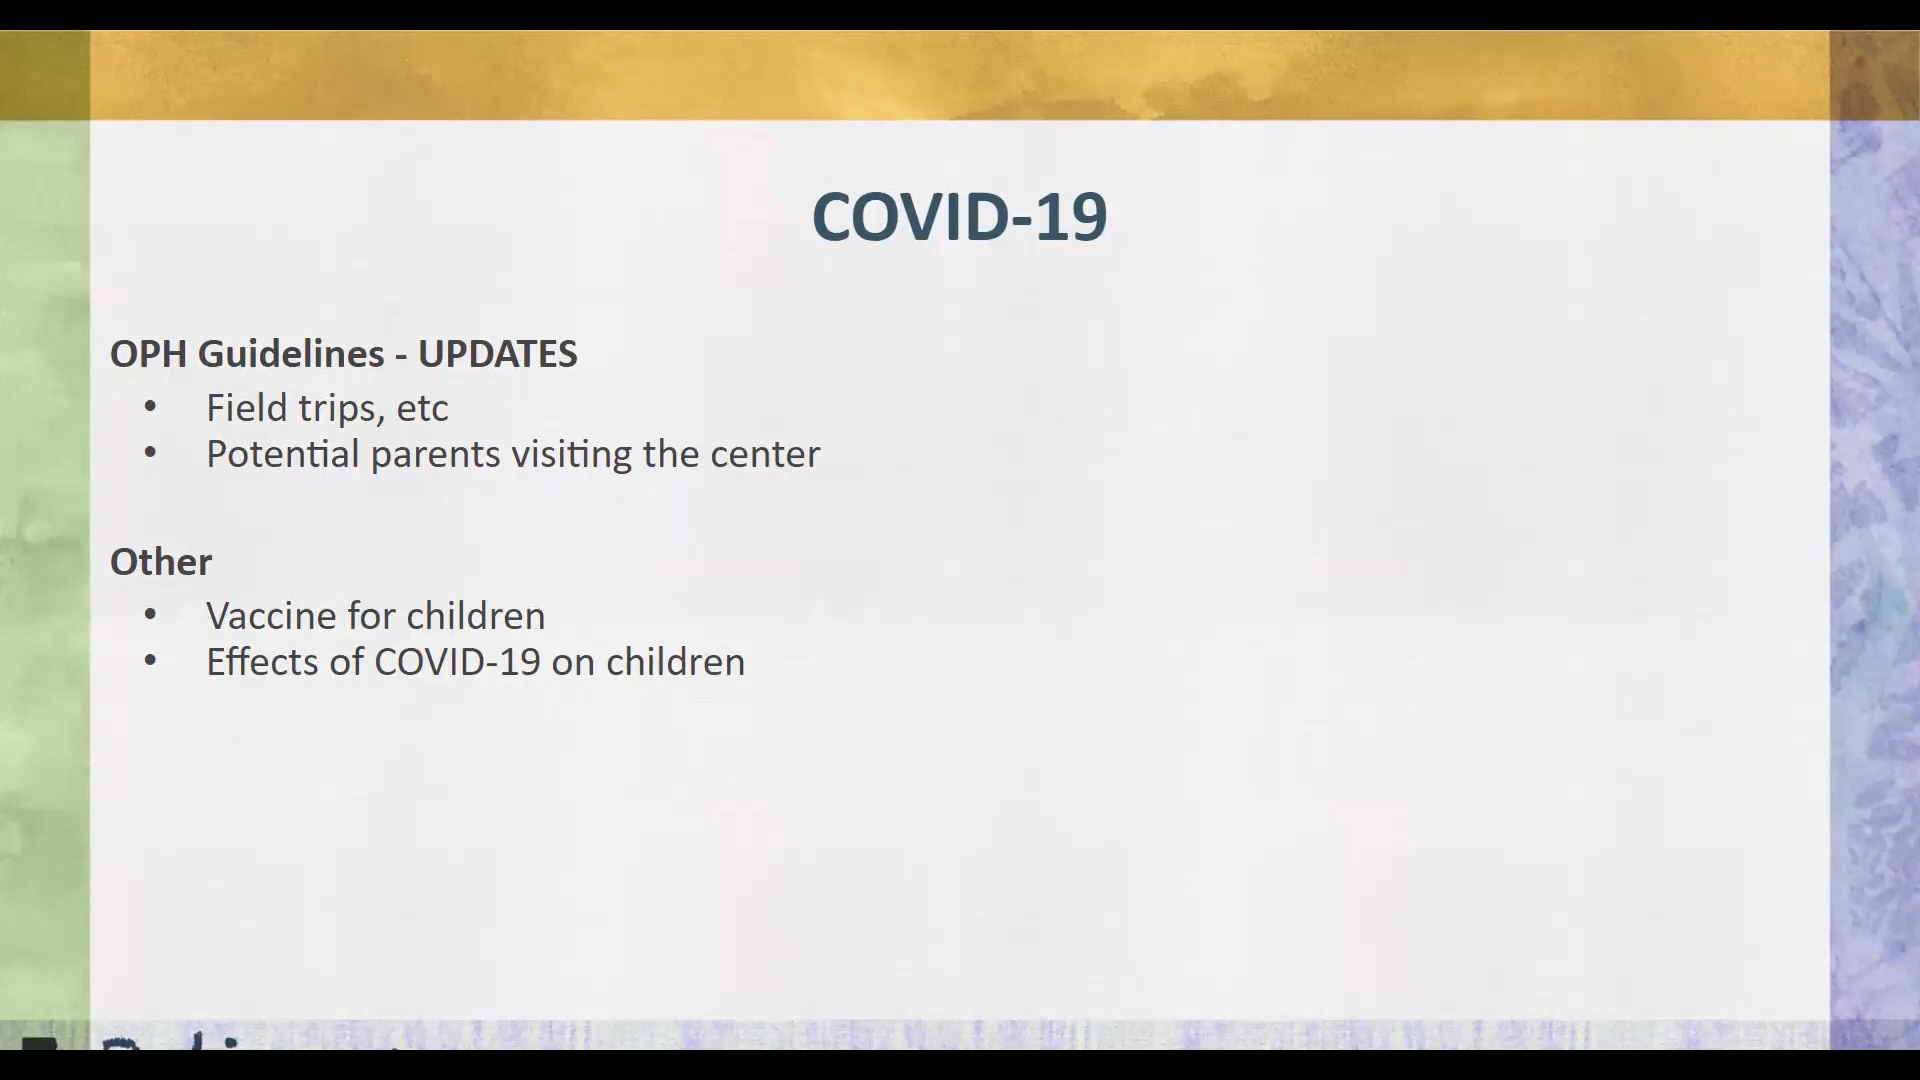 COVID-19
OPH Guidelines - UPDATES
• Field trips, etc
• Potential parents visiting the center
Other
• Vaccine for children
• Effects of COVID-19 on children